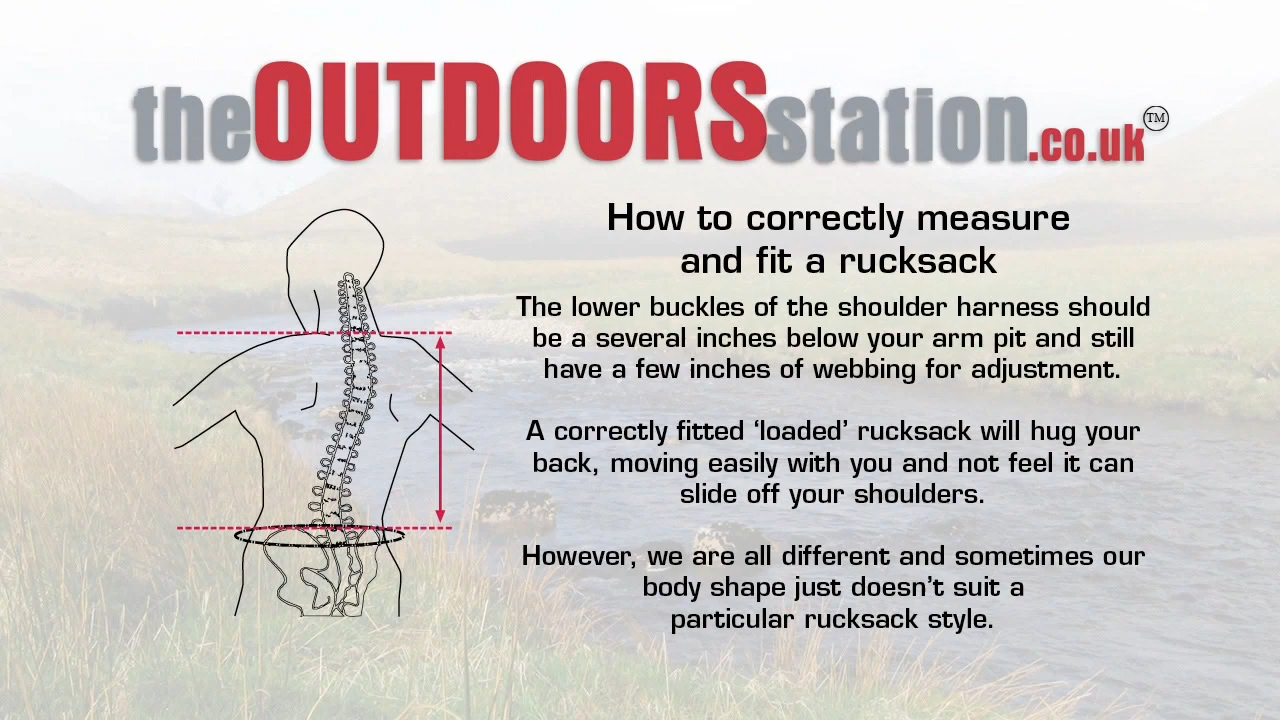 theOUTDOORSstation.co.uk TM
How to correctly measure
and fit a rucksack
The lower buckles of the shoulder harness should
be a several inches below your arm pit and still
have a few inches of webbing for adjustment.
A correctly fitted ‘loaded’ rucksack will hug your
back, moving easily with you and not feel it can
slide off your shoulders.
However, we are all different and sometimes our
body shape just doesn’t suit a
particular rucksack style.